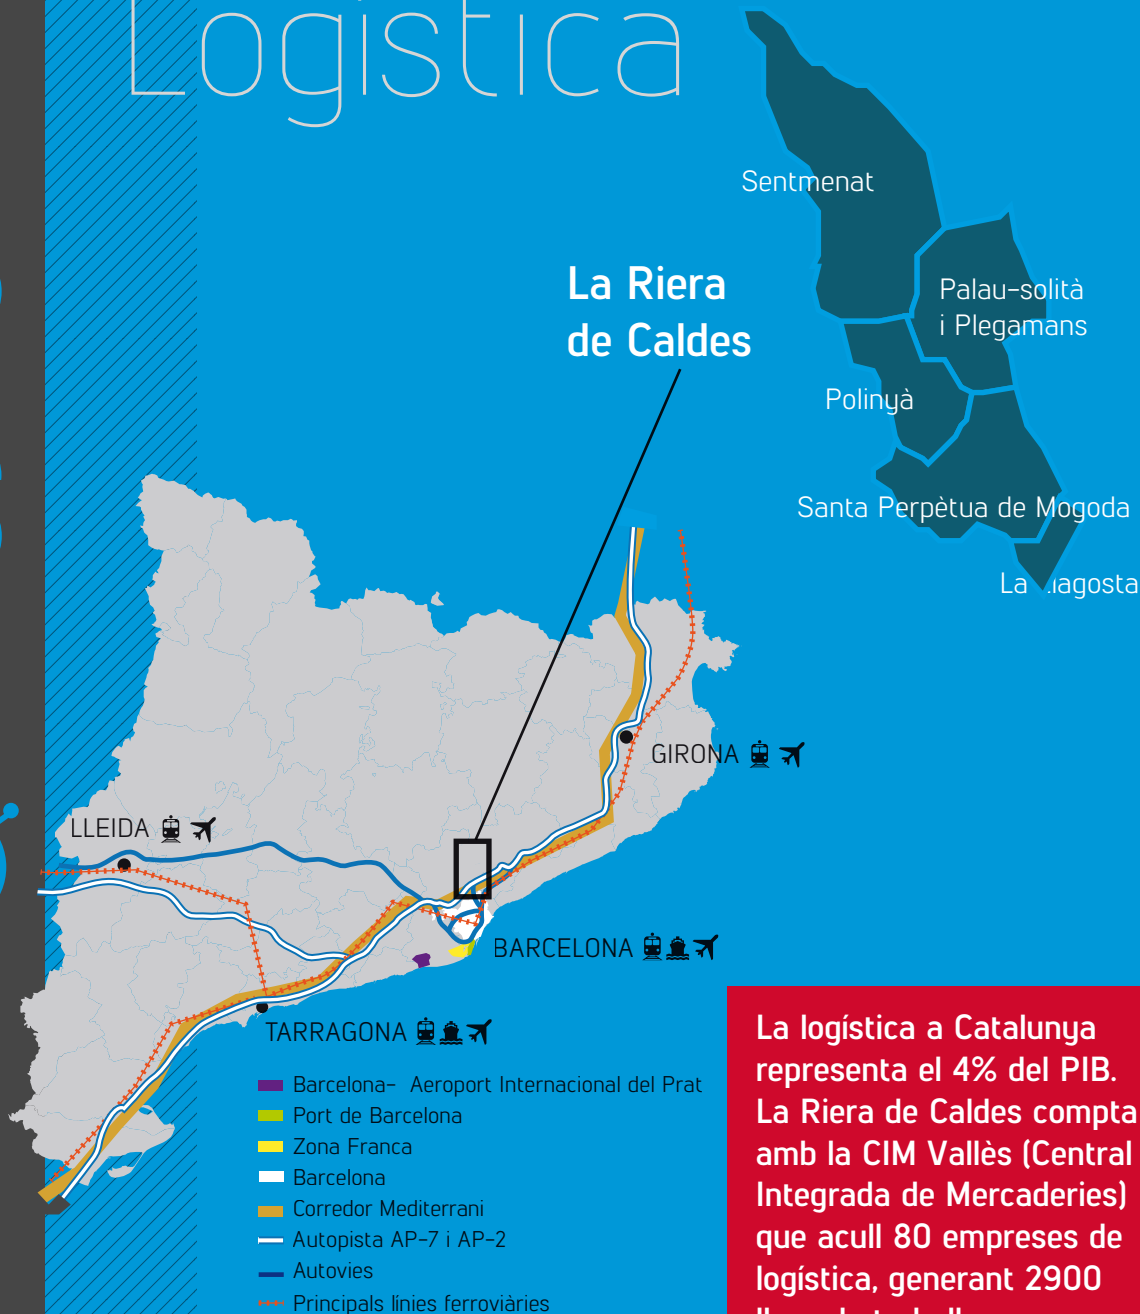 Logística
Sentmenat
La Riera
de Caldes
Palau-solità
i Plegamans
Polinyà
Santa Perpètua de Mogoda
La
GIRONA
LLEIDA
BARCELONA
TARRAGONA
Barcelona- Aeroport Internacional del Prat
Port de Barcelona
Zona Franca
Barcelona
Corredor Mediterrani
Autopista AP-7 i AP-2
Autovies
Principals línies ferroviàries
La logística a Catalunya
representa el 4% del PIB.
La Riera de Caldes compta
amb la CIM Vallès (Central
Integrada de Mercaderies)
que acull 80 empreses de
logística, generant 2900